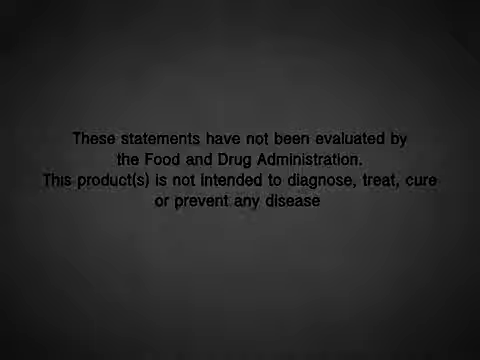 These statements have not been evaluated by
the Food and Drug Administration.
This product(s) is not intended to diagnose, treat, cure
or prevent any disease